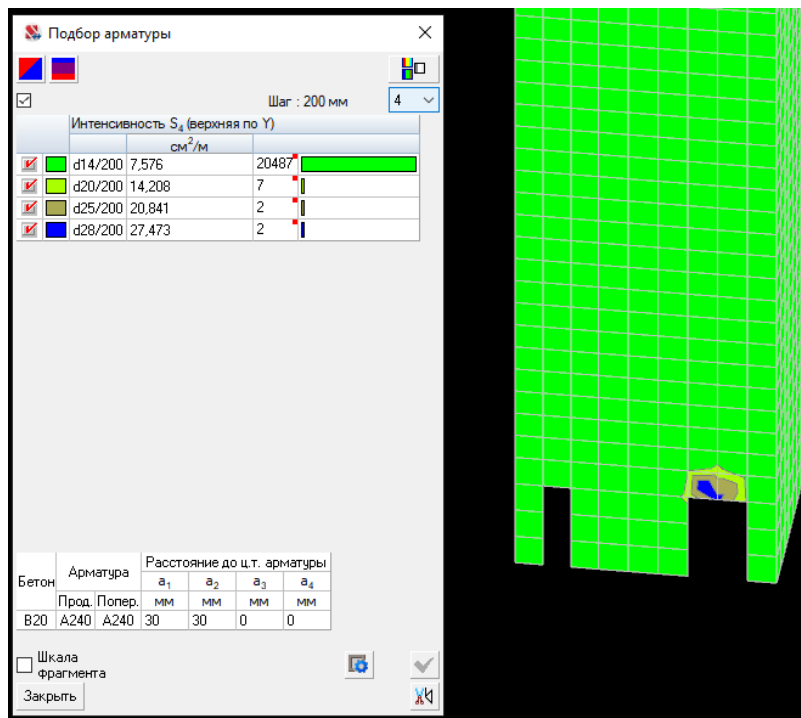 Подбор арматуры
Шаг : 200 мм 4
Интенсивность S₄ (верхняя по Y)
см²/м
d14/200 7,576 20487
d20/200 14,208 7
d25/200 20,841 2
d28/200 27,473 2
Бетон Арматура Расстояние до ц.т. арматуры
a₁ a₂ a₃ a₄
Прод. Попер. мм мм мм мм
B20 A240 A240 30 30 0 0
Шкала
фрагмента
Закрыть